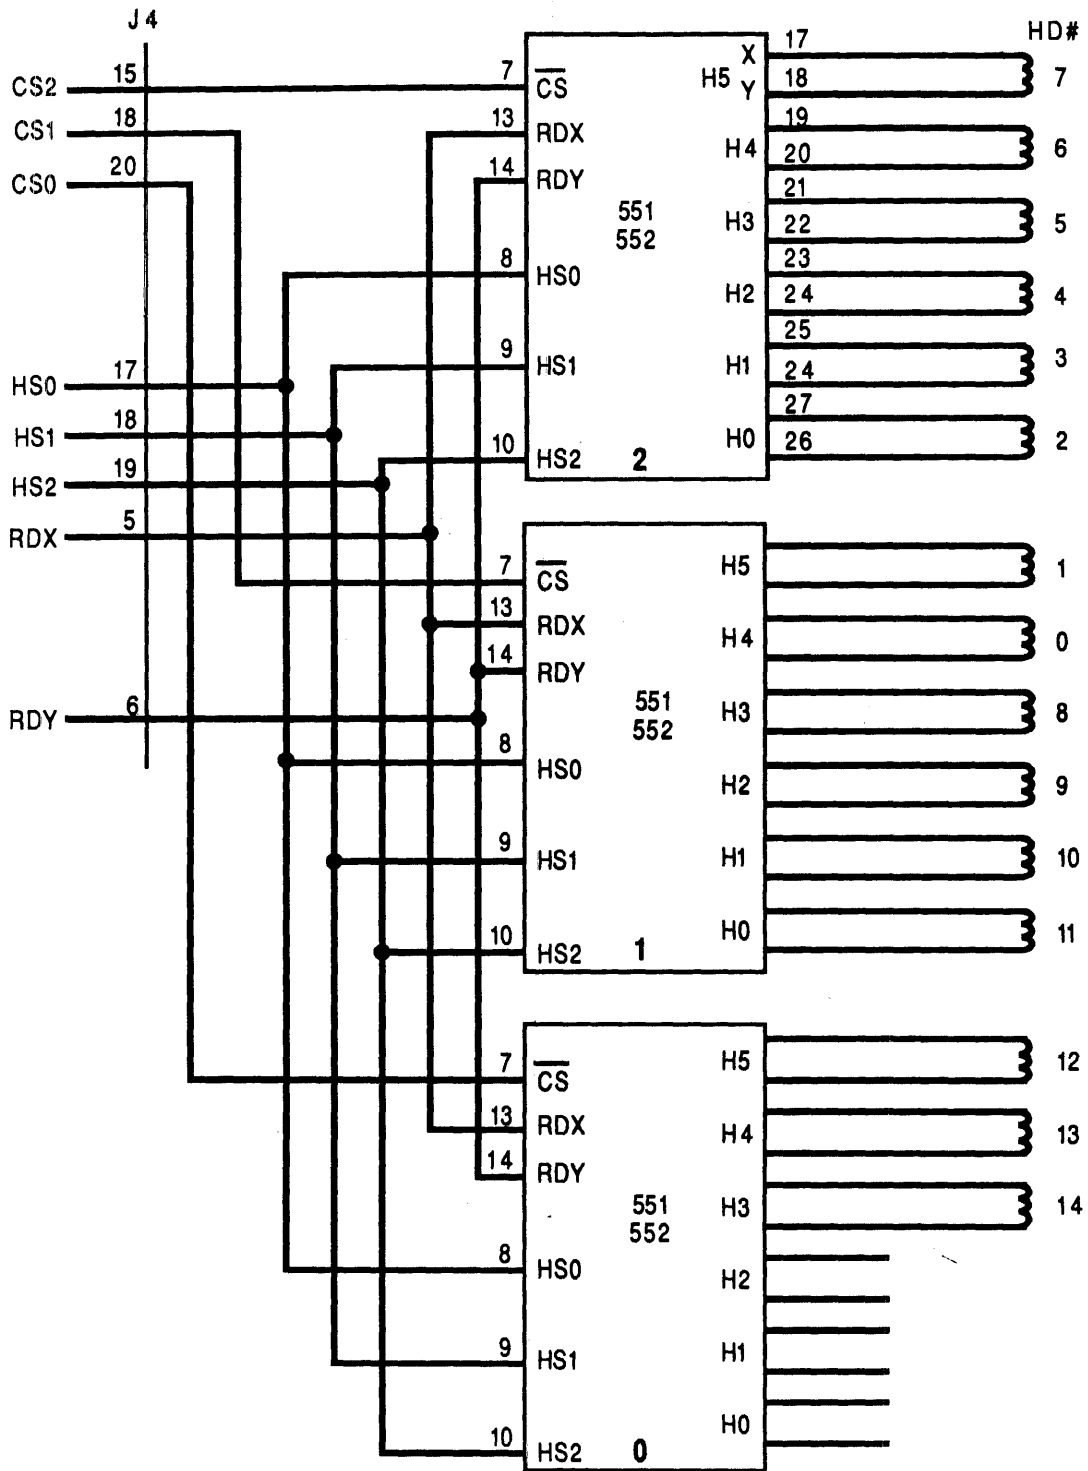 J4
HD#
CS2 15
CS1 18
CS0 20
HS0 17
HS1 18
HS2 19
RDX 5
RDY 6
7 CS
13 RDX
14 RDY
8 HS0
9 HS1
10 HS2
551
552
2
X 17
H5 Y 18 7
19
H4 20 6
21
H3 22 5
23
H2 24 4
25
H1 24 3
27
H0 26 2
7 CS
13 RDX
14 RDY
8 HS0
9 HS1
10 HS2
551
552
1
H5 1
H4 0
H3 8
H2 9
H1 10
H0 11
7 CS
13 RDX
14 RDY
8 HS0
9 HS1
10 HS2
551
552
0
H5 12
H4 13
H3 14
H2
H1
H0